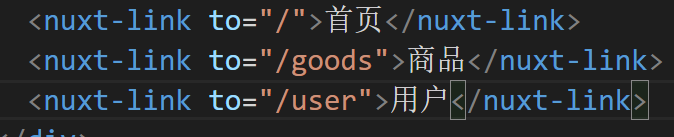 <nuxt-link to="/">首页</nuxt-link>
<nuxt-link to="/goods">商品</nuxt-link>
<nuxt-link to="/user">用户</nuxt-link>
</div>